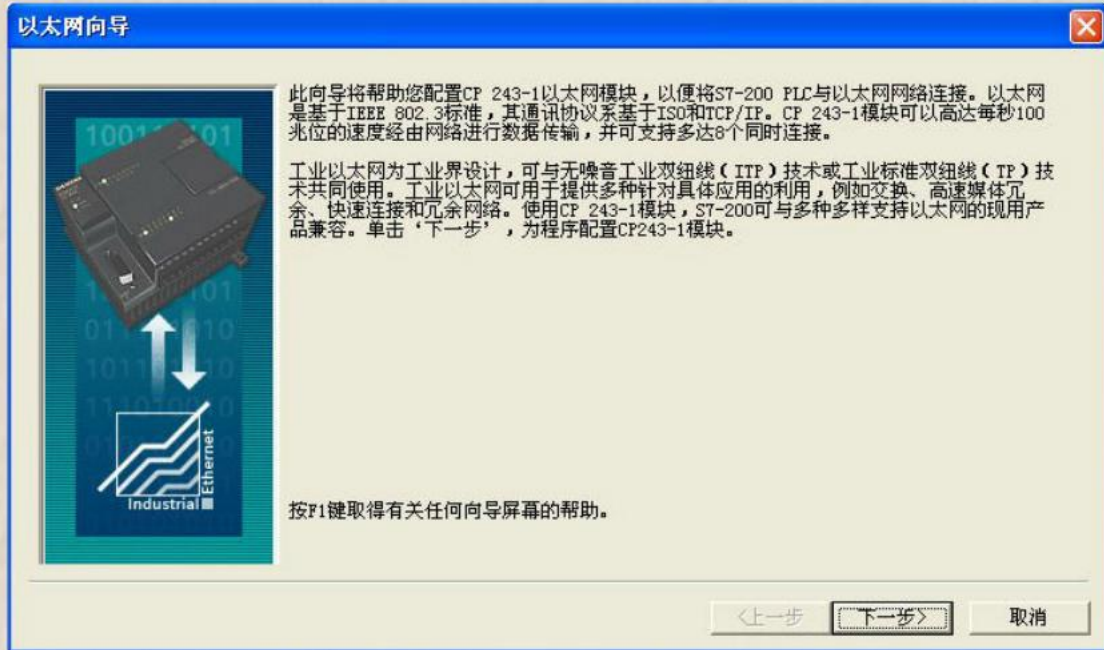 以太网向导
此向导将帮助您配置CP 243-1以太网模块，以便将S7-200 PLC与以太网网络连接。以太网
是基于IEEE 802.3标准，其通讯协议系基于ISO和TCP/IP。CP 243-1模块可以高达每秒100
兆位的速度经由网络进行数据传输，并可支持多达8个同时连接。
工业以太网为工业界设计，可与无噪音工业双纽线（ITP）技术或工业标准双纽线（TP）技
术共同使用。工业以太网可用于提供多种针对具体应用的利用，例如交换、高速媒体冗
余、快速连接和冗余网络。使用CP 243-1模块，S7-200可与多种多样支持以太网的现用产
品兼容。单击‘下一步’，为程序配置CP243-1模块。
Industrial
Ethernet
按F1键取得有关任何向导屏幕的帮助。
<上一步
下一步>
取消